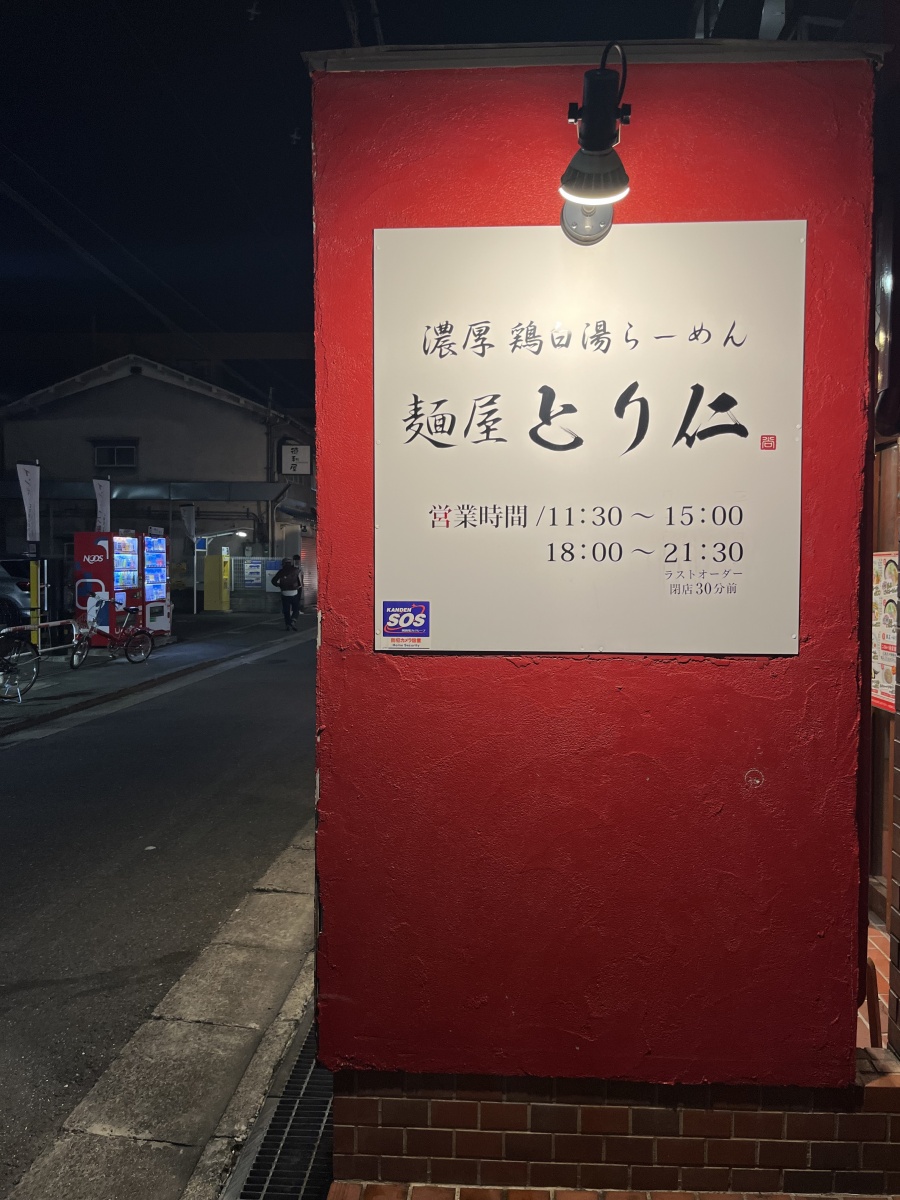 濃厚 鶏白湯らーめん
麺屋 とり仁
営業時間 /11:30 ～ 15:00
18:00 ～ 21:30
ラストオーダー
閉店30分前
KANDEN
SOS